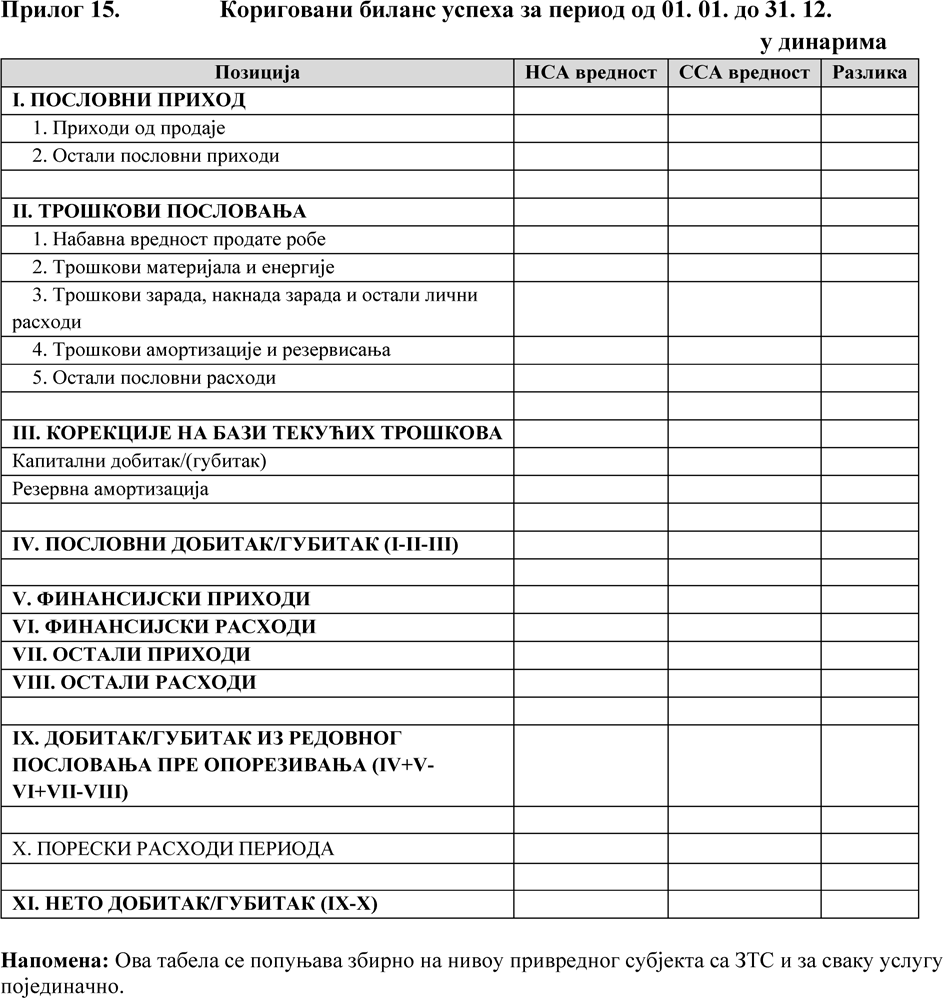 Прилог 15. Кориговани биланс успеха за период од 01. 01. до 31. 12.
у динарима
Позиција НСА вредност ССА вредност Разлика
I. ПОСЛОВНИ ПРИХОД
1. Приходи од продаје
2. Остали пословни приходи
II. ТРОШКОВИ ПОСЛОВАЊА
1. Набавна вредност продате робе
2. Трошкови материјала и енергије
3. Трошкови зарада, накнада зарада и остали лични
расходи
4. Трошкови амортизације и резервисања
5. Остали пословни расходи
III. КОРЕКЦИЈЕ НА БАЗИ ТЕКУЋИХ ТРОШКОВА
Капитални добитак/(губитак)
Резервна амортизација
IV. ПОСЛОВНИ ДОБИТАК/ГУБИТАК (I-II-III)
V. ФИНАНСИЈСКИ ПРИХОДИ
VI. ФИНАНСИЈСКИ РАСХОДИ
VII. ОСТАЛИ ПРИХОДИ
VIII. ОСТАЛИ РАСХОДИ
IX. ДОБИТАК/ГУБИТАК ИЗ РЕДОВНОГ
ПОСЛОВАЊА ПРЕ ОПОРЕЗИВАЊА (IV+V-
VI+VII-VIII)
X. ПОРЕСКИ РАСХОДИ ПЕРИОДА
XI. НЕТО ДОБИТАК/ГУБИТАК (IX-X)
Напомена: Ова табела се попуњава збирно на нивоу привредног субјекта са ЗТС и за сваку услугу
појединачно.